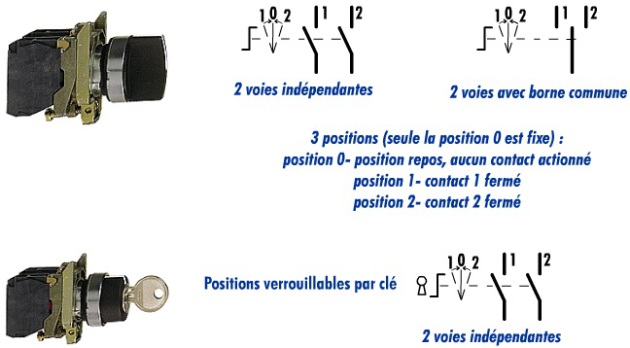 1 0 2 1 2
1 0 2 1 2
2 voies indépendantes
2 voies avec borne commune
3 positions (seule la position 0 est fixe) :
position 0- position repos, aucun contact actionné
position 1- contact 1 fermé
position 2- contact 2 fermé
Positions verrouillables par clé
1 0 2 1 2
2 voies indépendantes